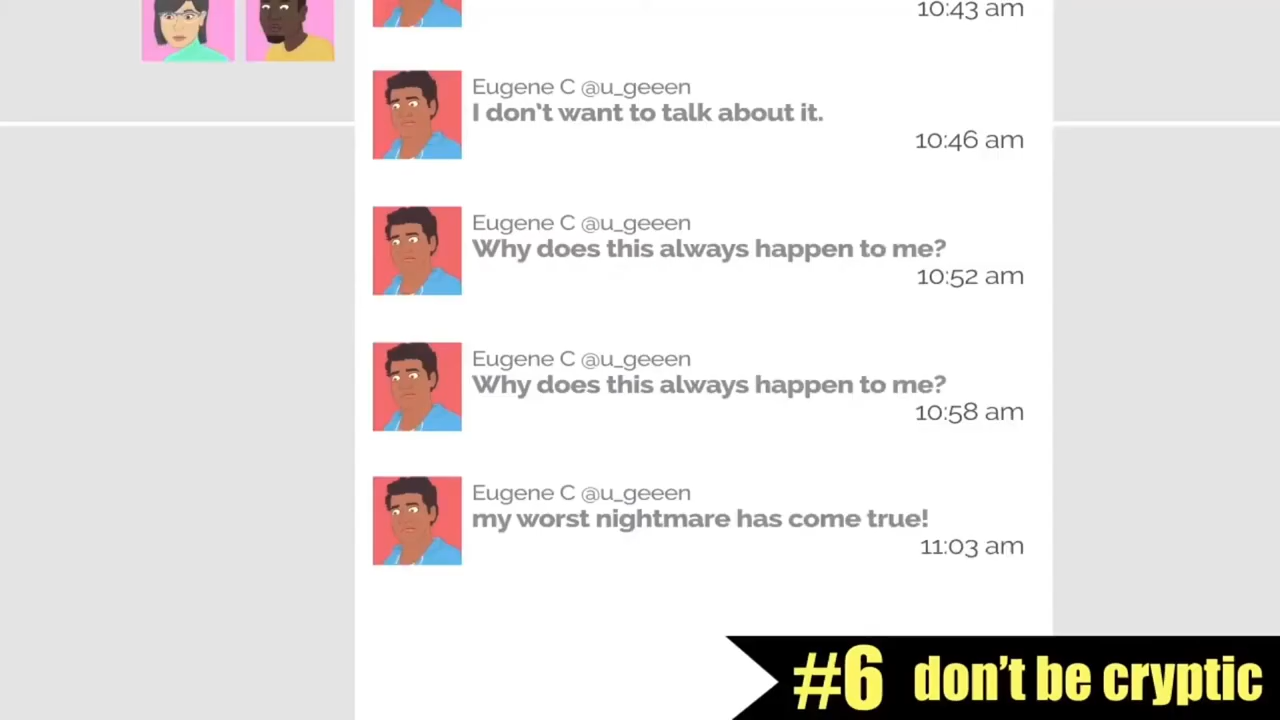 10:43 am
Eugene C @u_geeen
I don't want to talk about it.
10:46 am
Eugene C @u_geeen
Why does this always happen to me?
10:52 am
Eugene C @u_geeen
Why does this always happen to me?
10:58 am
Eugene C @u_geeen
my worst nightmare has come true!
11:03 am
#6 don't be cryptic